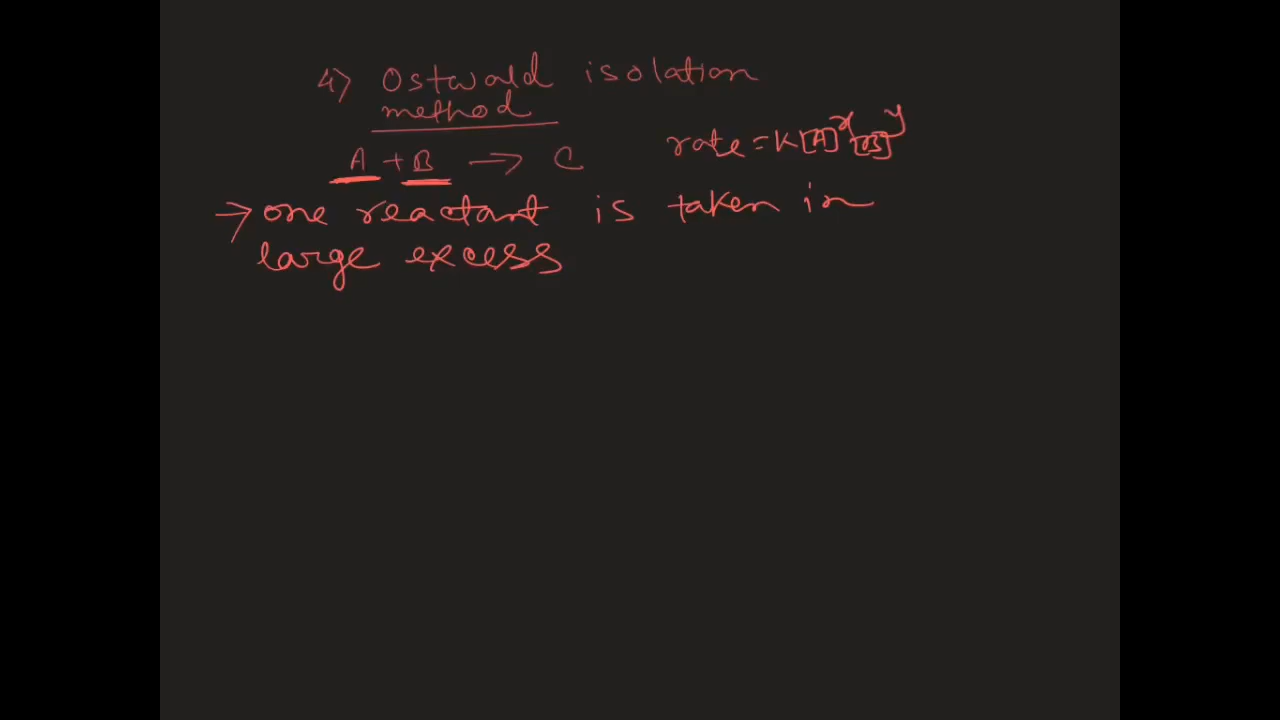 4) Ostwald isolation
method
A + B → C
rate = K[A]^x[B]^y
→ one reactant is taken in
large excess